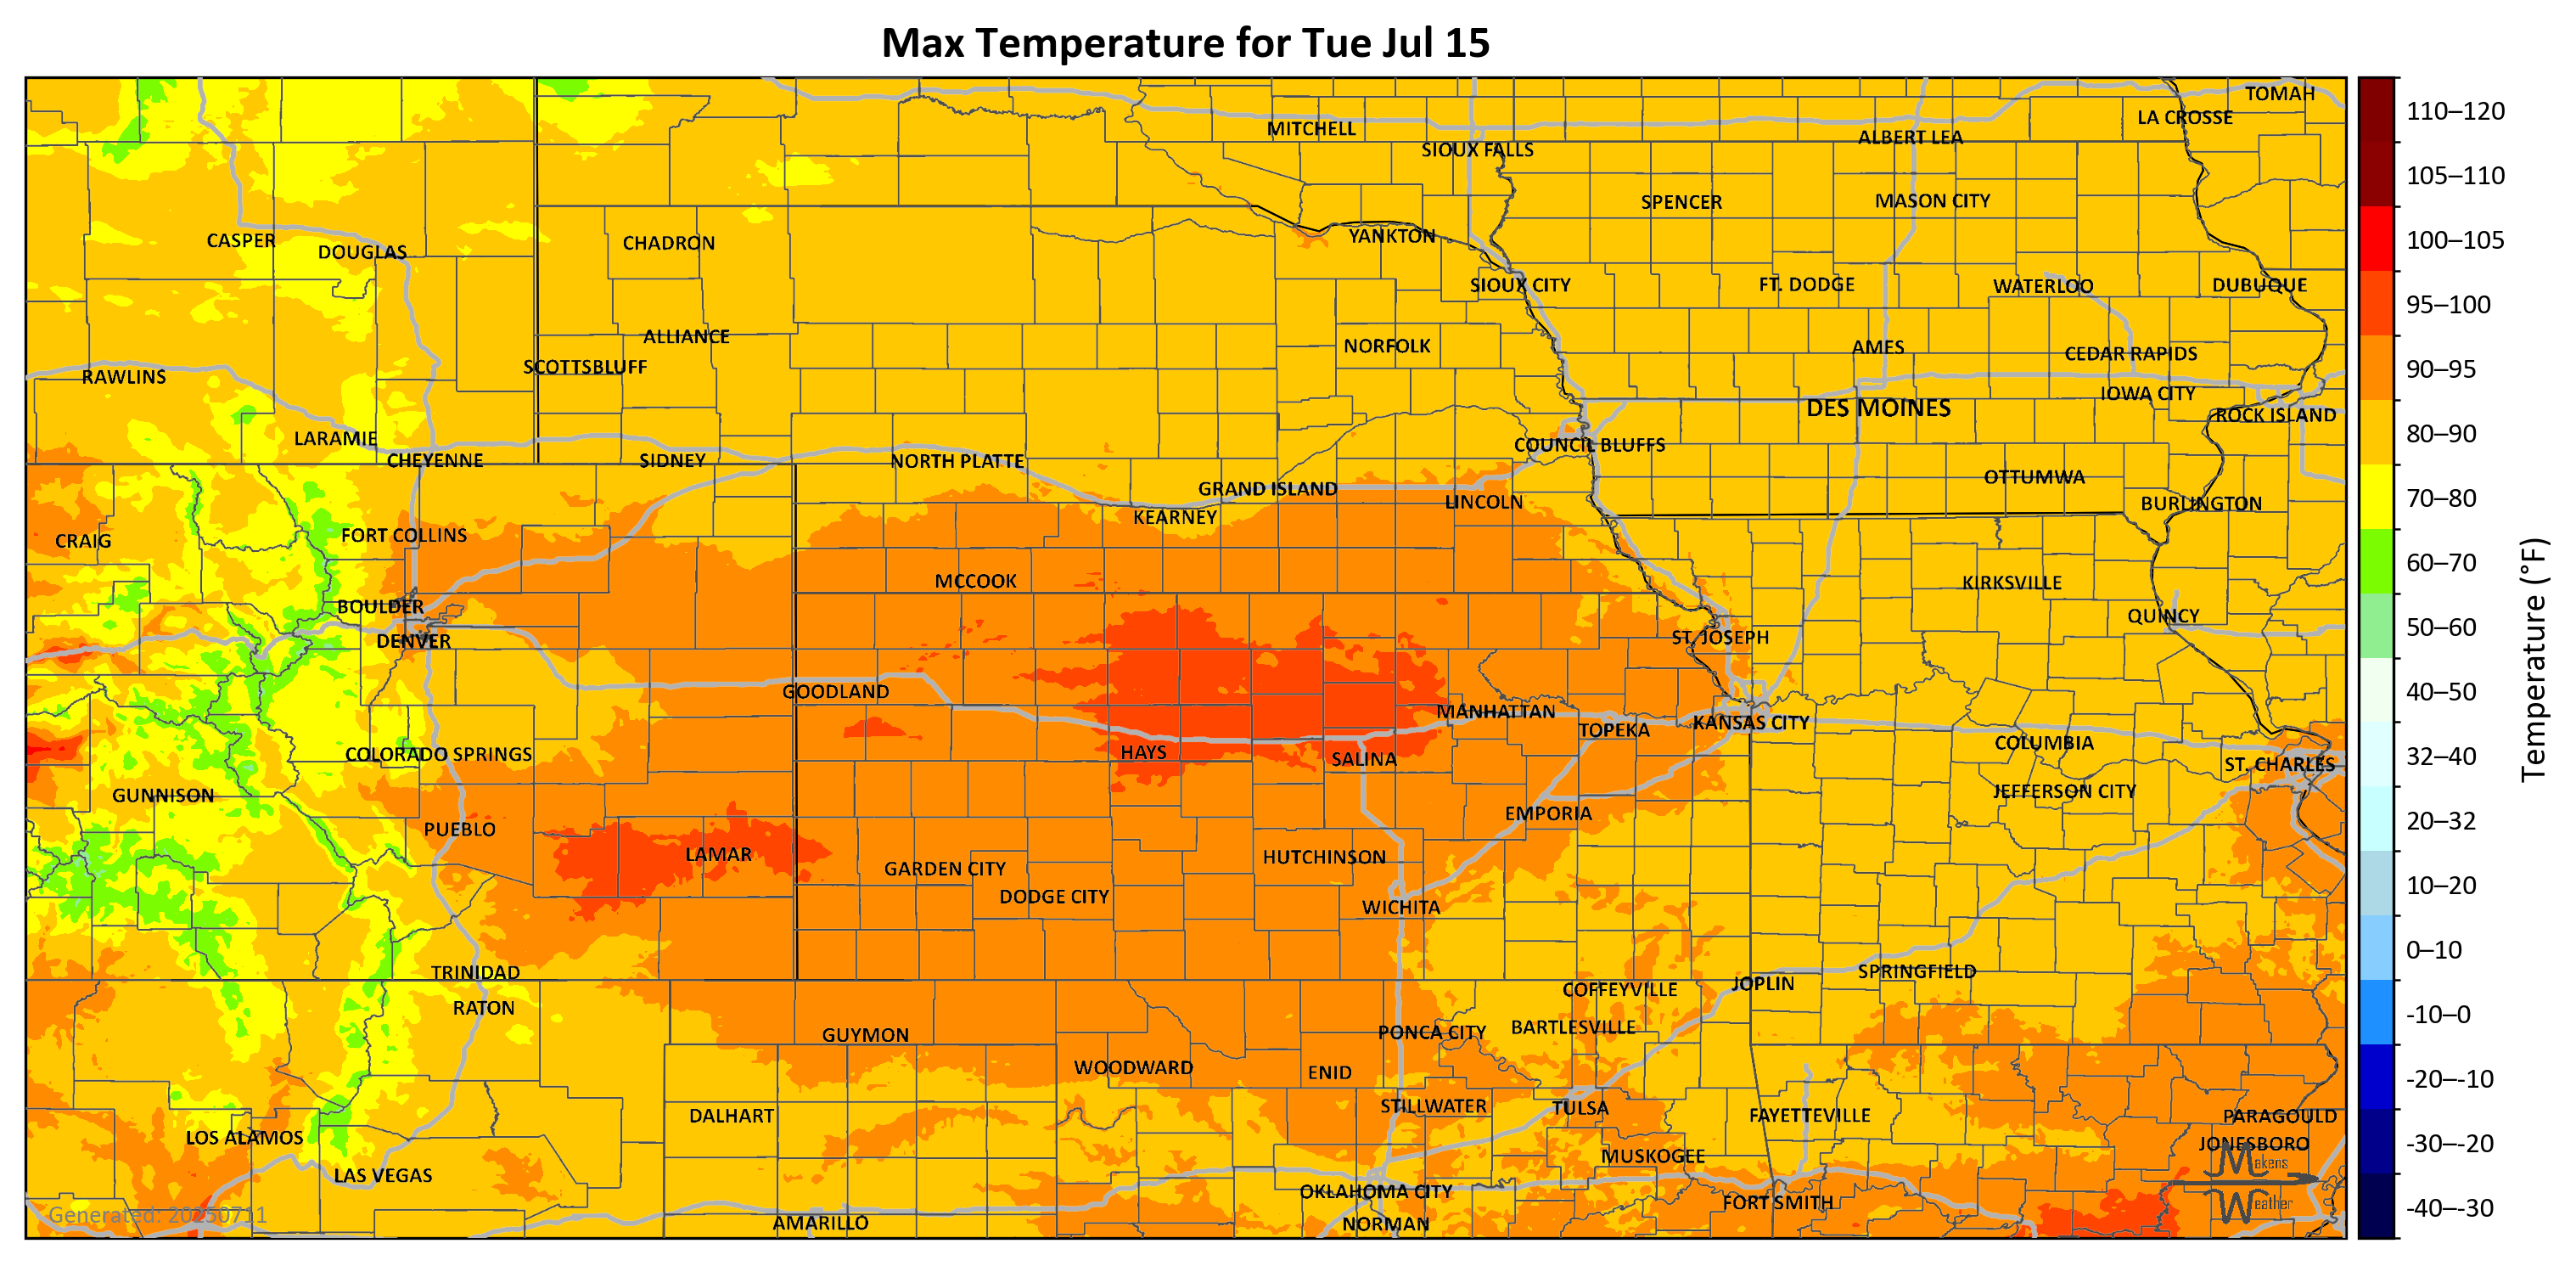 Max Temperature for Tue Jul 15
TOMAH
LA CROSSE
MITCHELL
ALBERT LEA
SIOUX FALLS
SPENCER
MASON CITY
CASPER
DOUGLAS
CHADRON
YANKTON
SIOUX CITY
FT. DODGE
WATERLOO
DUBUQUE
ALLIANCE
NORFOLK
AMES
CEDAR RAPIDS
SCOTTSBLUFF
RAWLINS
IOWA CITY
DES MOINES
ROCK ISLAND
LARAMIE
COUNCIL BLUFFS
CHEYENNE
SIDNEY
NORTH PLATTE
OTTUMWA
GRAND ISLAND
LINCOLN
BURLINGTON
KEARNEY
FORT COLLINS
CRAIG
MCCOOK
KIRKSVILLE
BOULDER
QUINCY
DENVER
ST. JOSEPH
GOODLAND
MANHATTAN
KANSAS CITY
TOPEKA
COLUMBIA
COLORADO SPRINGS
HAYS
SALINA
ST. CHARLES
GUNNISON
JEFFERSON CITY
EMPORIA
PUEBLO
LAMAR
HUTCHINSON
GARDEN CITY
DODGE CITY
WICHITA
TRINIDAD
SPRINGFIELD
JOPLIN
COFFEYVILLE
RATON
BARTLESVILLE
PONCA CITY
GUYMON
WOODWARD
ENID
STILLWATER
TULSA
DALHART
FAYETTEVILLE
PARAGOULD
LOS ALAMOS
JONESBORO
MUSKOGEE
LAS VEGAS
OKLAHOMA CITY
FORT SMITH
AMARILLO
NORMAN
Generated: 20250711
Makens
Weather
110–120
105–110
100–105
95–100
90–95
80–90
70–80
60–70
50–60
40–50
32–40
20–32
10–20
0–10
-10–0
-20–-10
-30–-20
-40–-30
Temperature (°F)